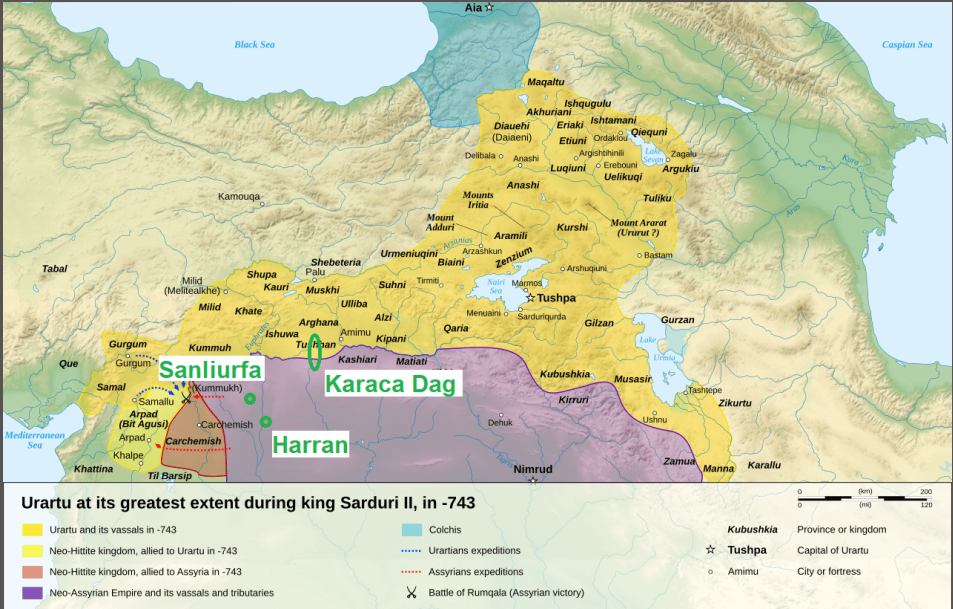 Aia
Black Sea
Caspian Sea
Maqaltu
Ishqugulu
Akhuriani
Ishtamani
Diauehi
(Daiaeni)
Eriaki
Qiequni
Ordaklou
Etiuni
Lake
Sevan
Zagalu
Delibala
Anashi
Argishtihinili
Luqiuni
Erebouni
Argukiu
Uelikuqi
Kura
Anashi
Kamouqa
Mounts
Iritia
Tuliku
Aras
Mount
Adduri
Mount Ararat
(Ururut ?)
Aramili
Kurshi
Arzanias
Urmeniuqini
Arzashkun
Biaini
Zenzium
Bastam
Shebeteria
Tabal
Shupa
Palu
Arshuqiuni
Milid
(Melitealkhe)
Kauri
Muskhi
Suhni
Tirmiti
Nairi
Sea
Marmos
Tushpa
Milid
Khate
Ulliba
Menuaini
Sarduriqurda
Alzi
Arghana
Gurzan
Euphrates
Ishuwa
Amimu
Qaria
Gilzan
Gurgum
Kummuh
Tushhan
Kipani
Lake
Urmia
Que
Gurgum
Sanliurfa
Kashiari
Matiati
Kubushkia
Musasir
Samal
(Kummukh)
Karaca Dag
Tashtepe
Samallu
Kirruri
Zikurtu
Arpad
(Bit Agusi)
Carchemish
Dehuk
Ushnu
Mediterranean
Sea
Arpad
Carchemish
Harran
Khalpe
Zamua
Manna
Karallu
Khattina
Til Barsip
Nimrud
Urartu at its greatest extent during king Sarduri II, in -743
0 (km) 200
0 (mi) 120
Urartu and its vassals in -743
Neo-Hittite kingdom, allied to Urartu in -743
Neo-Hittite kingdom, allied to Assyria in -743
Neo-Assyrian Empire and its vassals and tributaries
Colchis
Urartians expeditions
Assyrians expeditions
Battle of Rumqala (Assyrian victory)
Kubushkia Province or kingdom
Tushpa Capital of Urartu
Amimu City or fortress